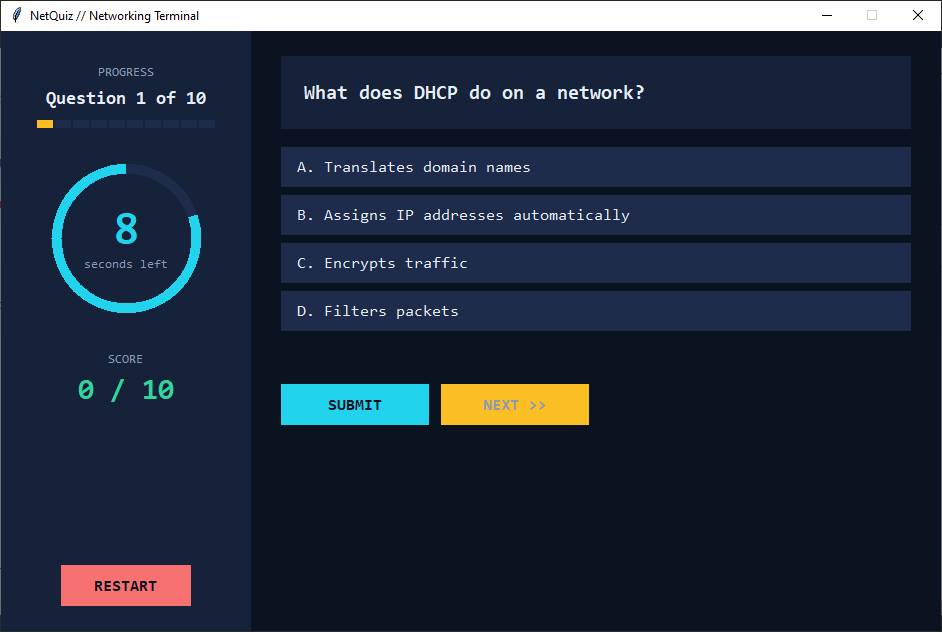 NetQuiz // Networking Terminal
PROGRESS
Question 1 of 10
8
seconds left
SCORE
0 / 10
RESTART
What does DHCP do on a network?
A. Translates domain names
B. Assigns IP addresses automatically
C. Encrypts traffic
D. Filters packets
SUBMIT
NEXT >>